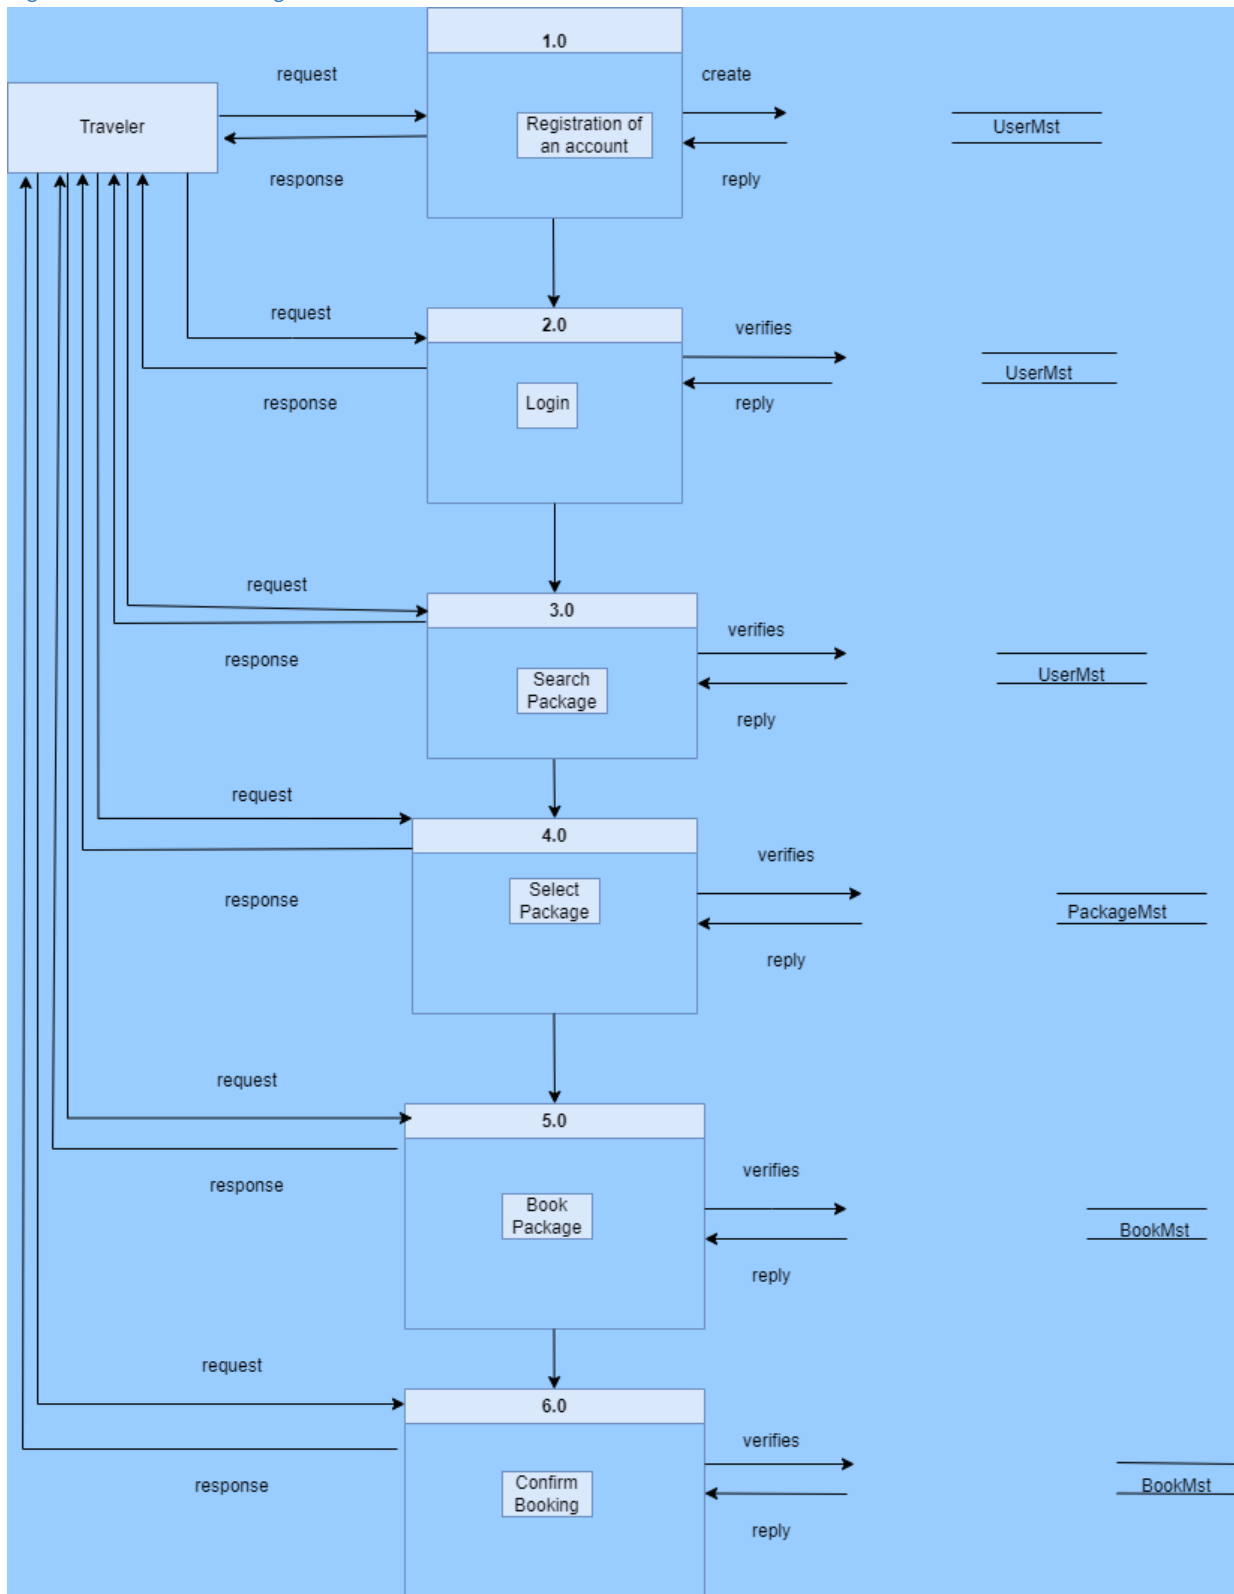 1.0
request
create
Traveler
Registration of
an account
UserMst
response
reply
request
2.0
verifies
UserMst
Login
response
reply
request
3.0
verifies
response
Search
Package
UserMst
reply
request
4.0
verifies
Select
Package
response
PackageMst
reply
request
5.0
verifies
response
Book
Package
BookMst
reply
request
6.0
verifies
response
Confirm
Booking
BookMst
reply